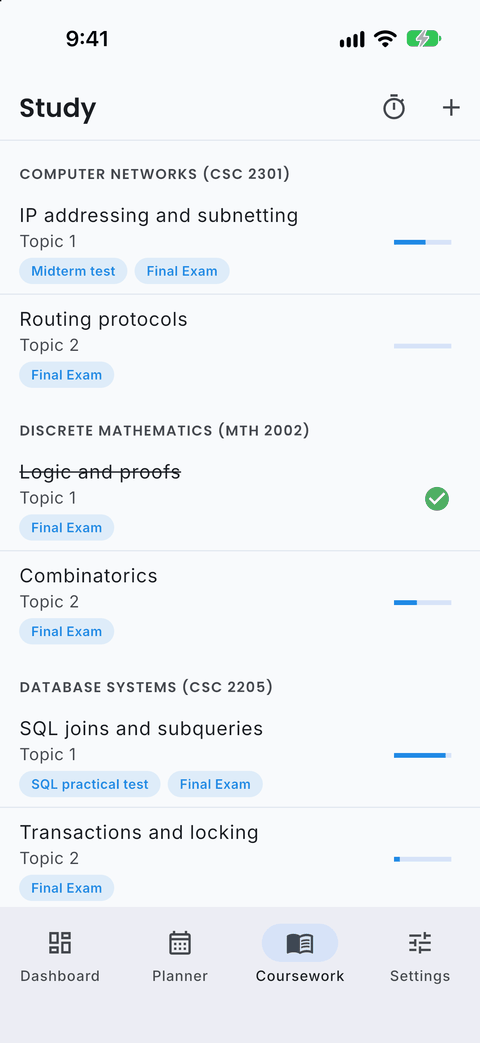 9:41
Study
COMPUTER NETWORKS (CSC 2301)
IP addressing and subnetting
Topic 1
Midterm test Final Exam
Routing protocols
Topic 2
Final Exam
DISCRETE MATHEMATICS (MTH 2002)
Logic and proofs
Topic 1
Final Exam
Combinatorics
Topic 2
Final Exam
DATABASE SYSTEMS (CSC 2205)
SQL joins and subqueries
Topic 1
SQL practical test Final Exam
Transactions and locking
Topic 2
Final Exam
Dashboard Planner Coursework Settings